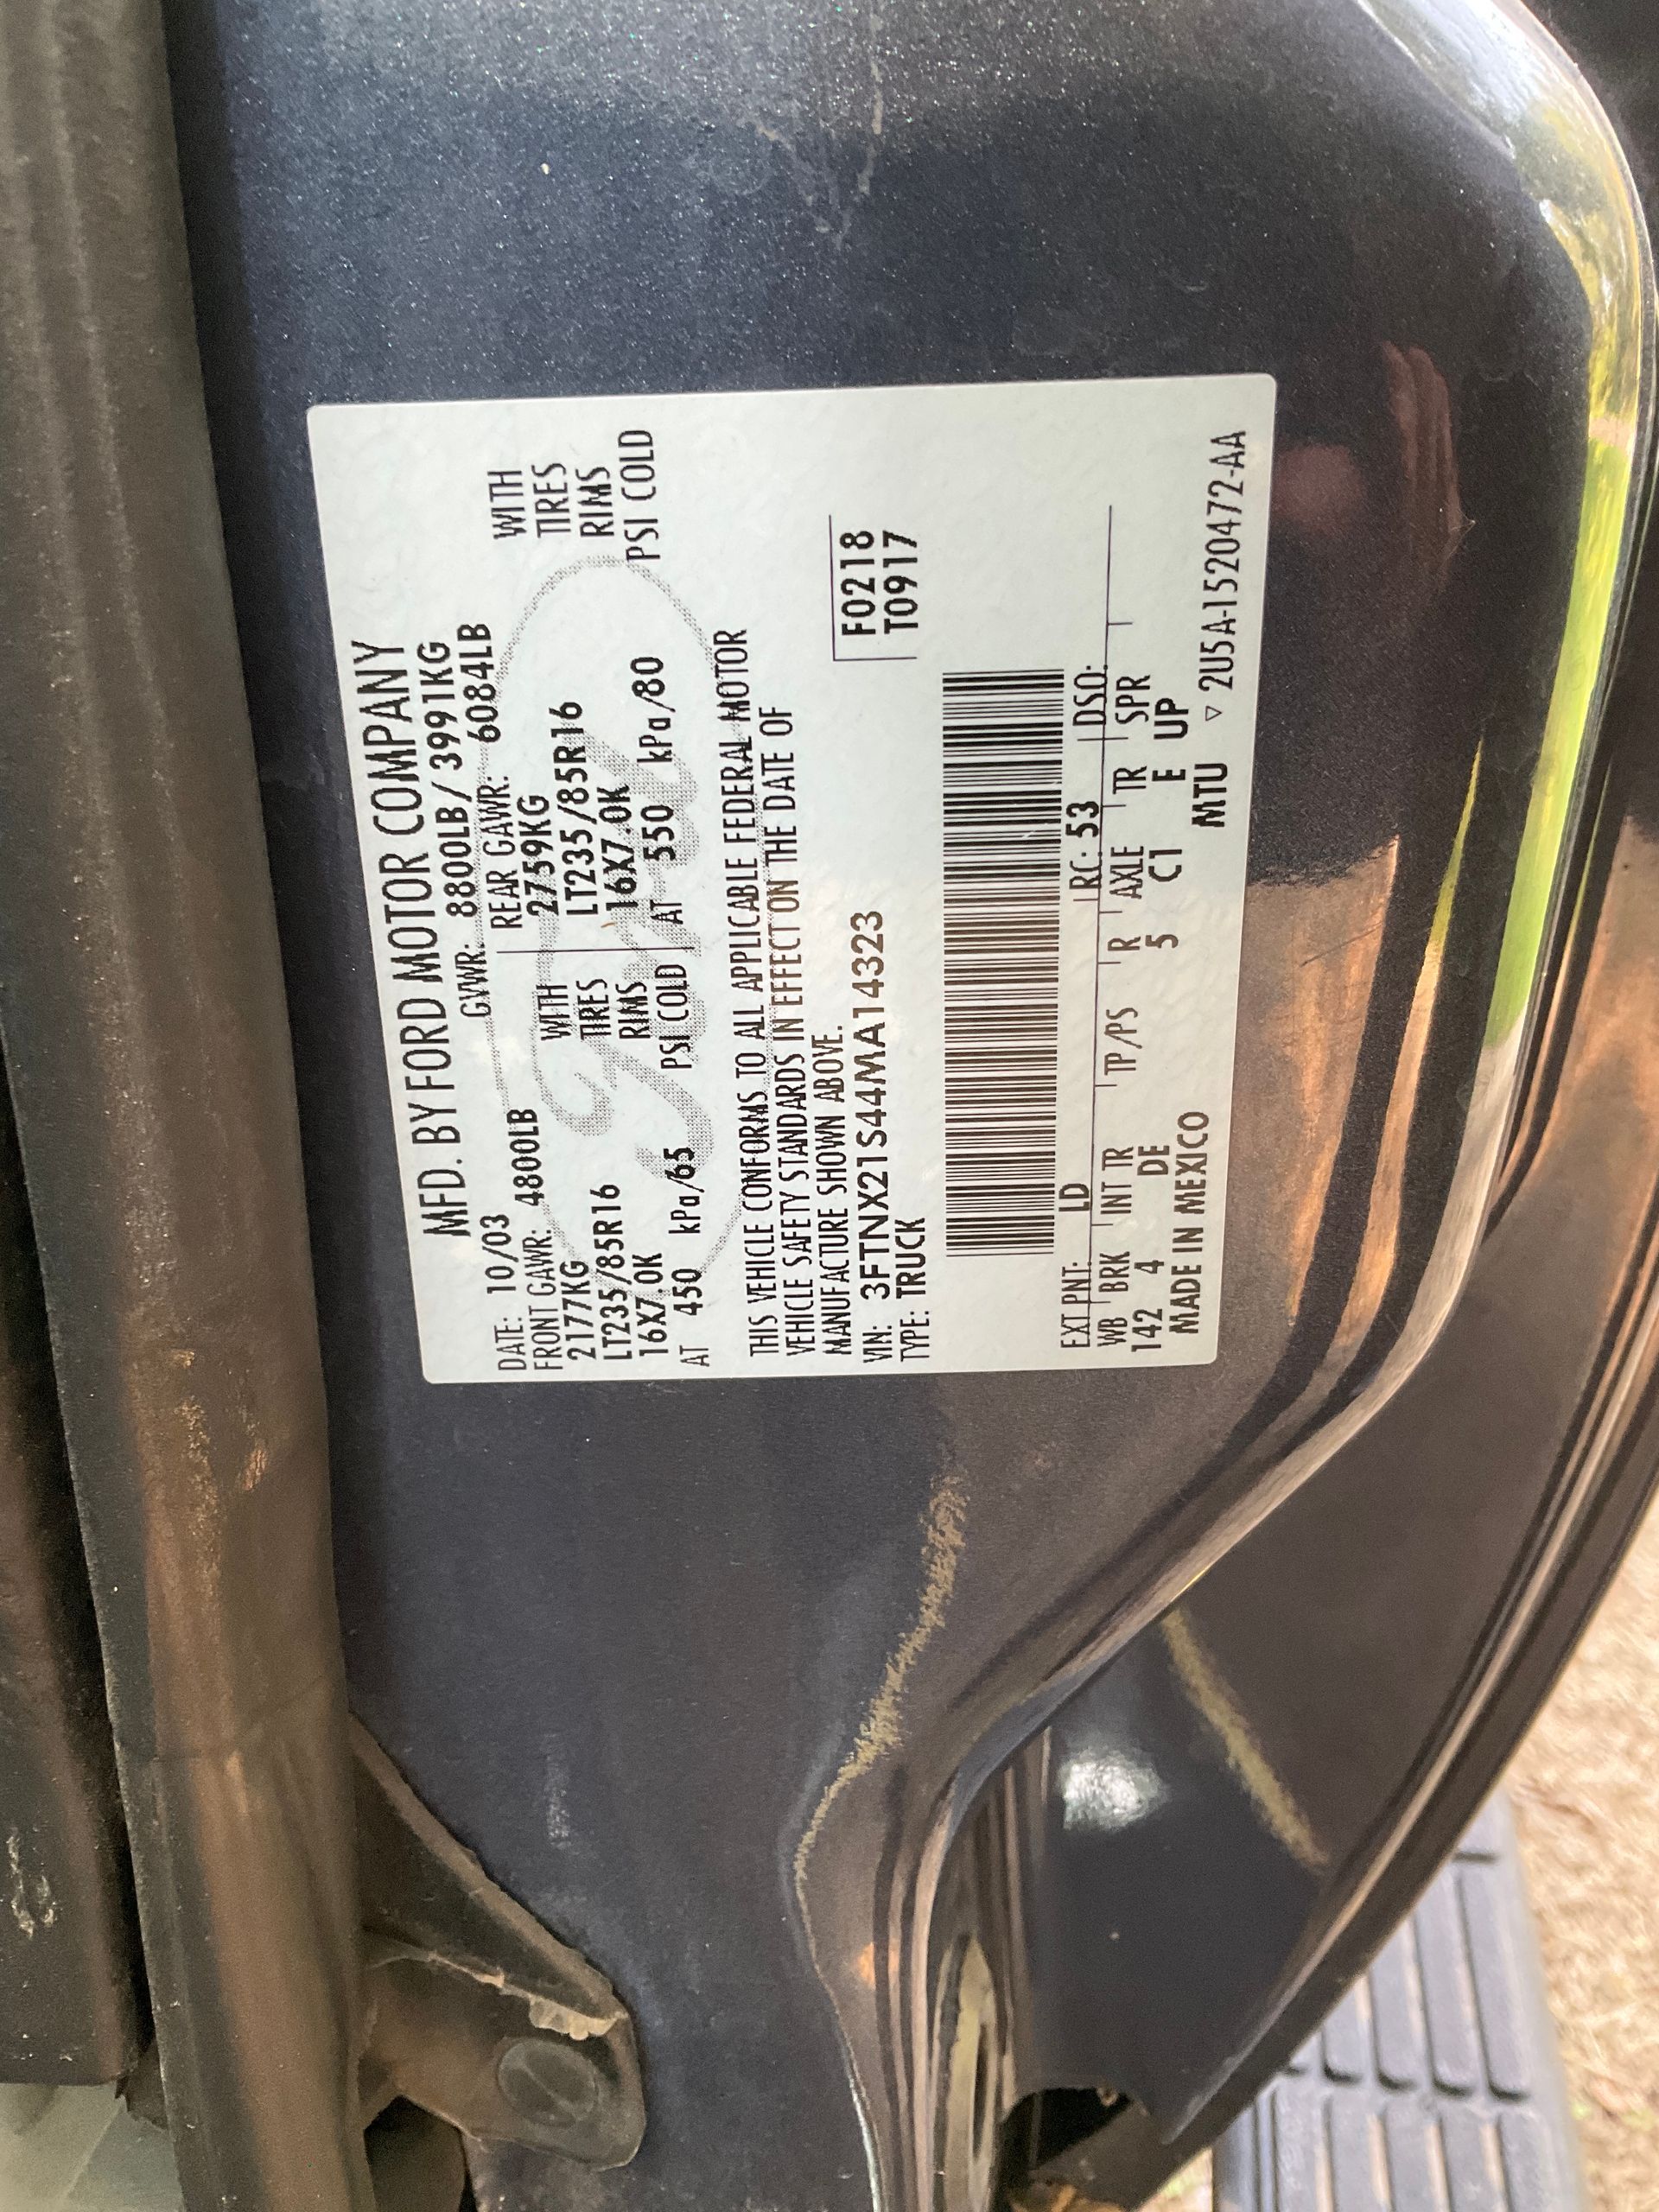 MFD. BY FORD MOTOR COMPANY
DATE: 10/03 GVWR: 8800LB/ 3991KG
FRONT GAWR: 4800LB REAR GAWR: 6084LB
2177KG WITH 2759KG WITH
LT235/85R16 TIRES LT235/85R16 TIRES
16X7.0K RIMS 16X7.0K RIMS
AT 450 kPa/65 PSI COLD AT 550 kPa/80 PSI COLD
THIS VEHICLE CONFORMS TO ALL APPLICABLE FEDERAL MOTOR
VEHICLE SAFETY STANDARDS IN EFFECT ON THE DATE OF
MANUFACTURE SHOWN ABOVE.
VIN: 3FTNX21S44MA14323 F0218
TYPE: TRUCK T0917
EXT PNT: LD RC: 53 DSO:
WB BRK INT TR TP/PS R AXLE TR SPR
142 4 DE 5 C1 E UP
MADE IN MEXICO MTU ▽ 2U5A-1520472-AA
Ford